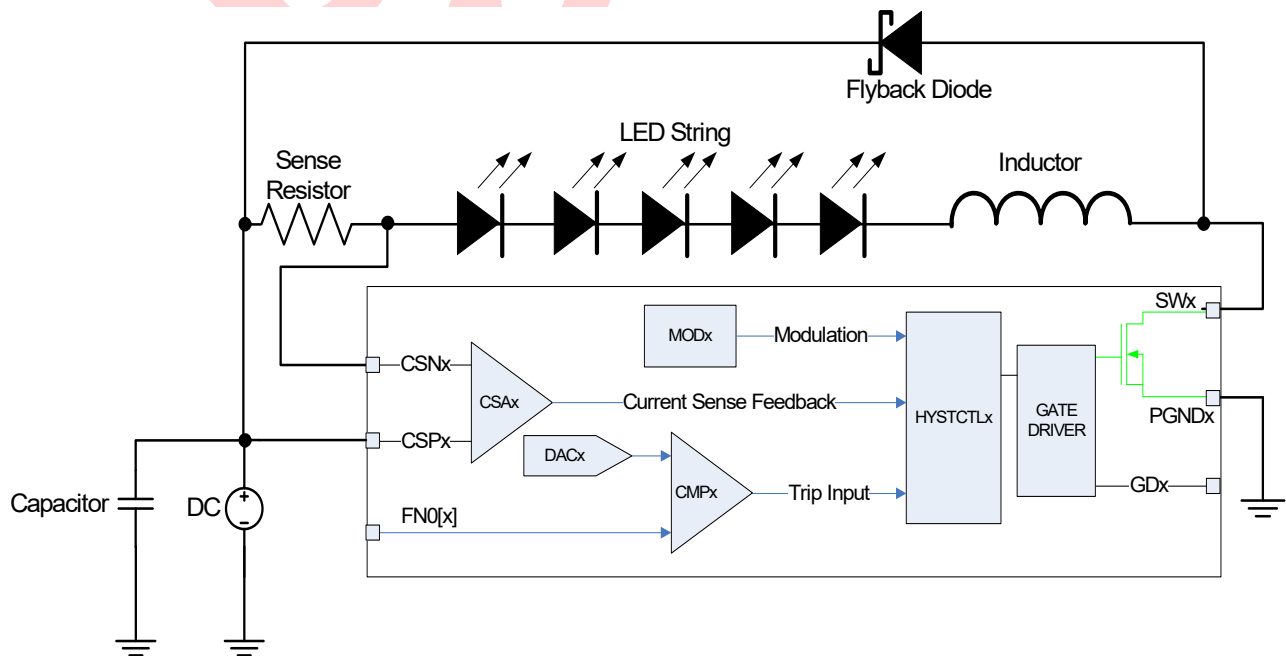 Flyback Diode
LED String
Sense
Resistor
Inductor
SWx
MODx
Modulation
CSNx
CSAx
Current Sense Feedback
HYSTCTLx
GATE
DRIVER
PGNDx
CSPx
DACx
CMPx
Trip Input
GDx
Capacitor
DC
+
-
FN0[x]